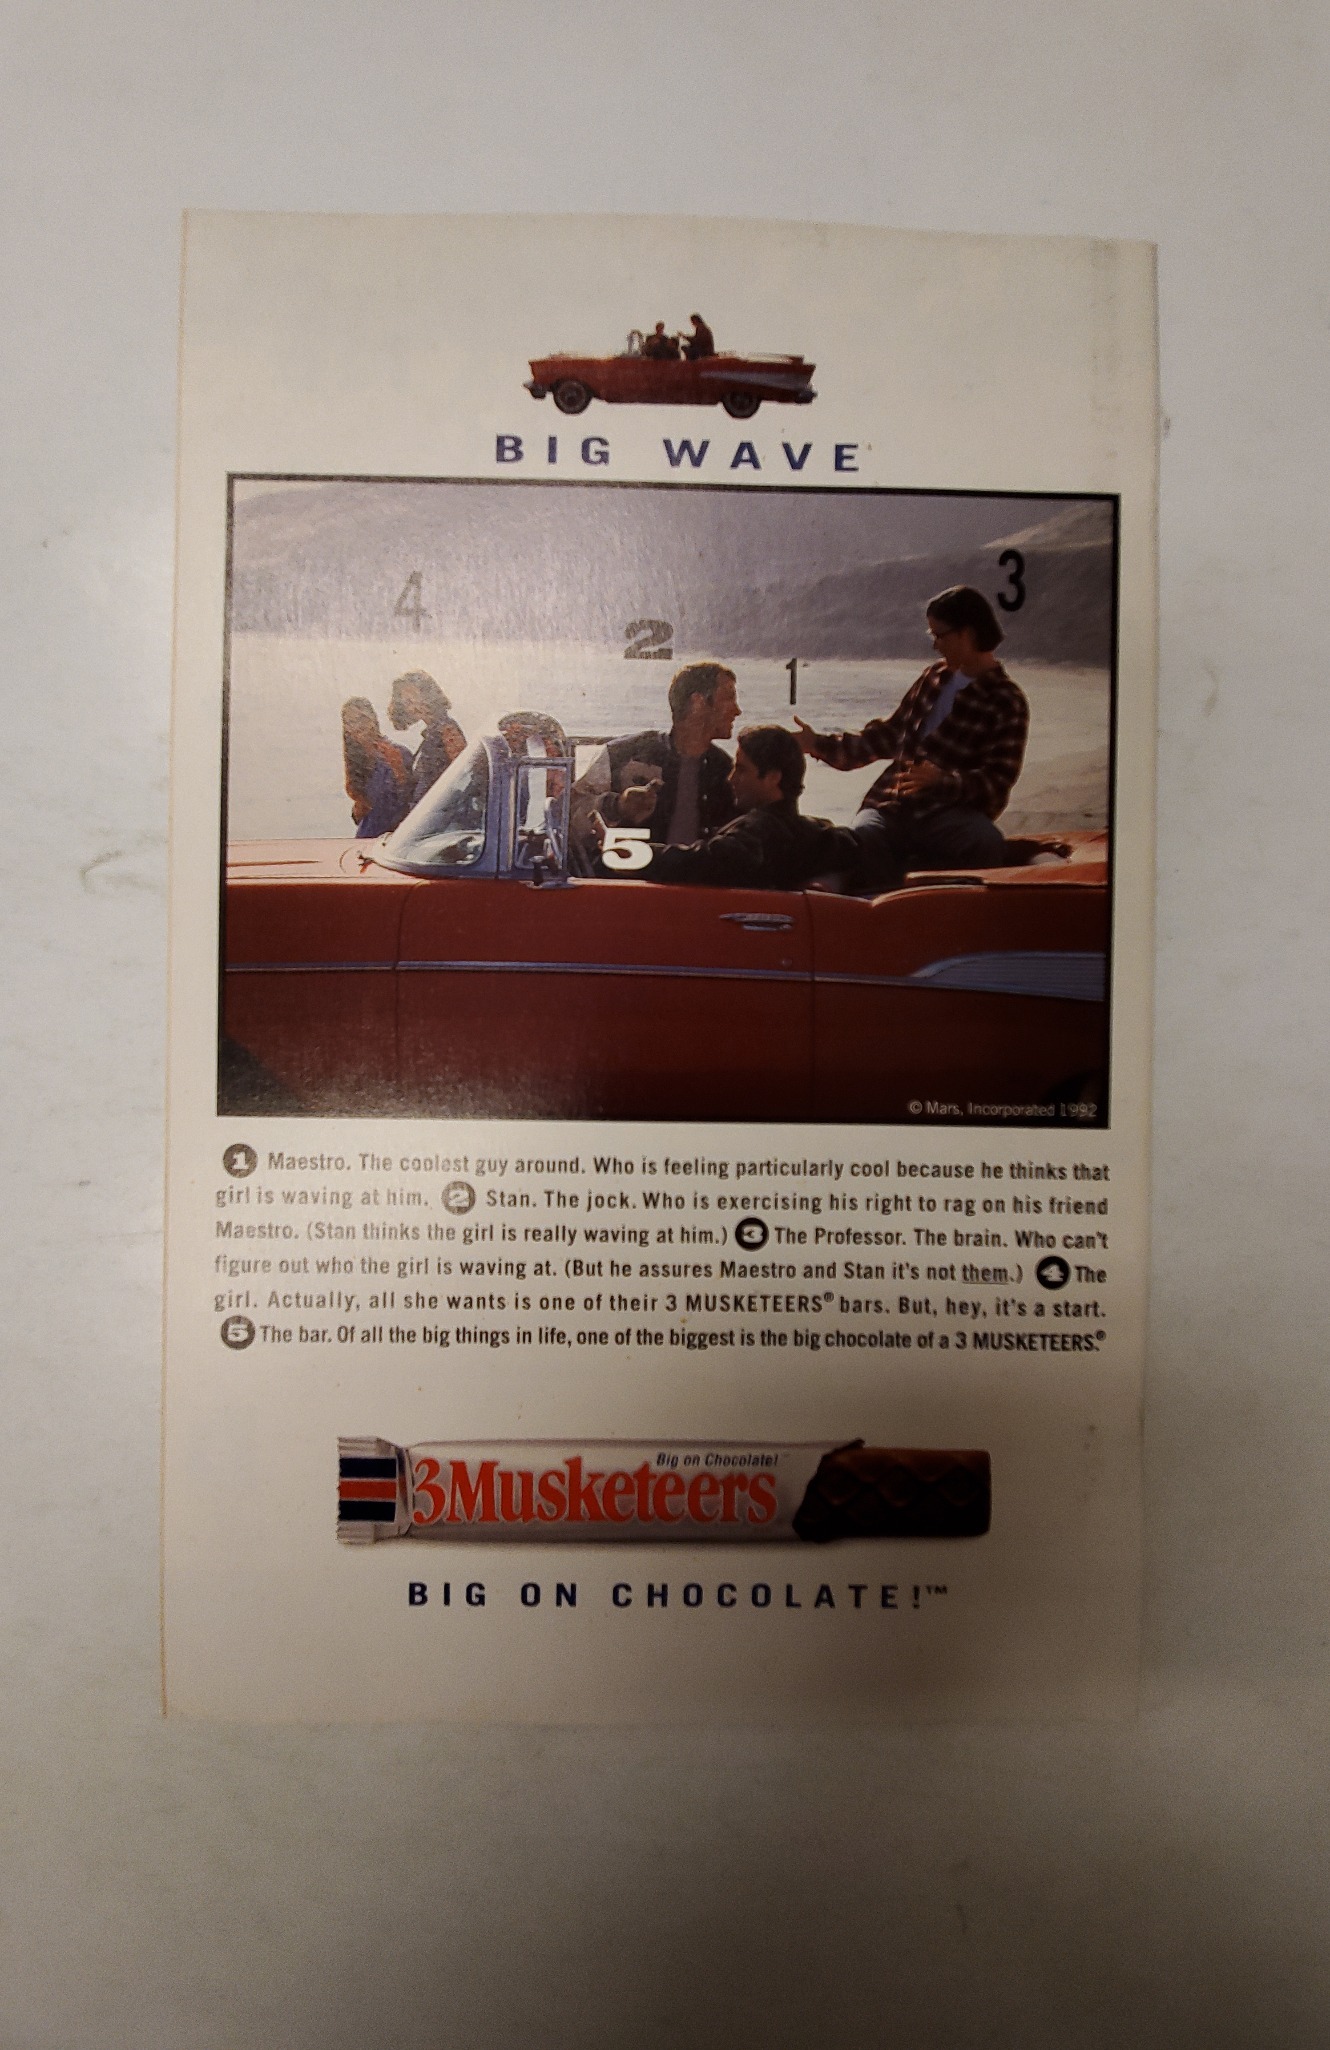 BIG WAVE
4
2
1
3
5
© Mars, Incorporated 1992
1 Maestro. The coolest guy around. Who is feeling particularly cool because he thinks that
girl is waving at him. 2 Stan. The jock. Who is exercising his right to rag on his friend
Maestro. (Stan thinks the girl is really waving at him.) 3 The Professor. The brain. Who can't
figure out who the girl is waving at. (But he assures Maestro and Stan it's not them.) 4 The
girl. Actually, all she wants is one of their 3 MUSKETEERS® bars. But, hey, it's a start.
5 The bar. Of all the big things in life, one of the biggest is the big chocolate of a 3 MUSKETEERS.®
Big on Chocolate!™
3Musketeers
BIG ON CHOCOLATE!™